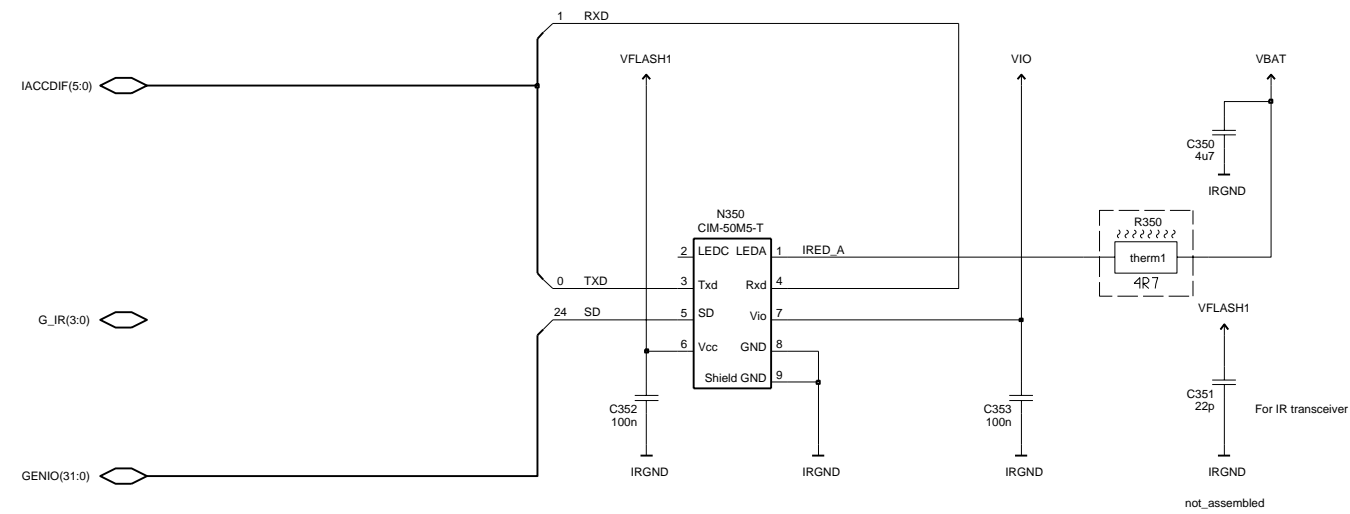 1 RXD
VFLASH1
VIO
VBAT
IACCDIF(5:0)
C350
4u7
IRGND
N350
CIM-50M5-T
R350
2 LEDC LEDA 1 IRED_A
therm1
4R7
0 TXD 3 Txd Rxd 4
24 SD 5 SD Vio 7
G_IR(3:0)
VFLASH1
6 Vcc GND 8
Shield GND 9
C352
100n
C353
100n
C351
22p
For IR transceiver
GENIO(31:0)
IRGND
IRGND
IRGND
IRGND
not_assembled